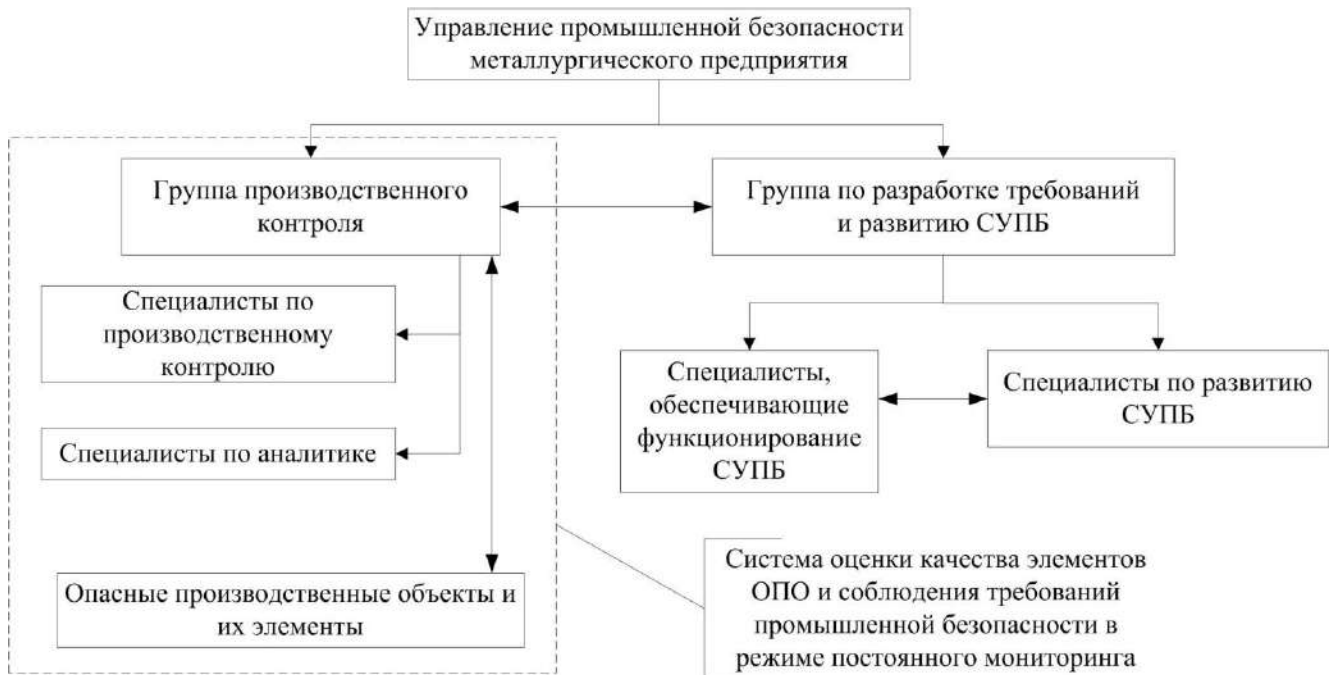 Управление промышленной безопасности
металлургического предприятия
Группа производственного
контроля
Группа по разработке требований
и развитию СУПБ
Специалисты по
производственному
контролю
Специалисты по аналитике
Опасные производственные объекты и
их элементы
Специалисты,
обеспечивающие
функционирование
СУПБ
Специалисты по развитию
СУПБ
Система оценки качества элементов
ОПО и соблюдения требований
промышленной безопасности в
режиме постоянного мониторинга